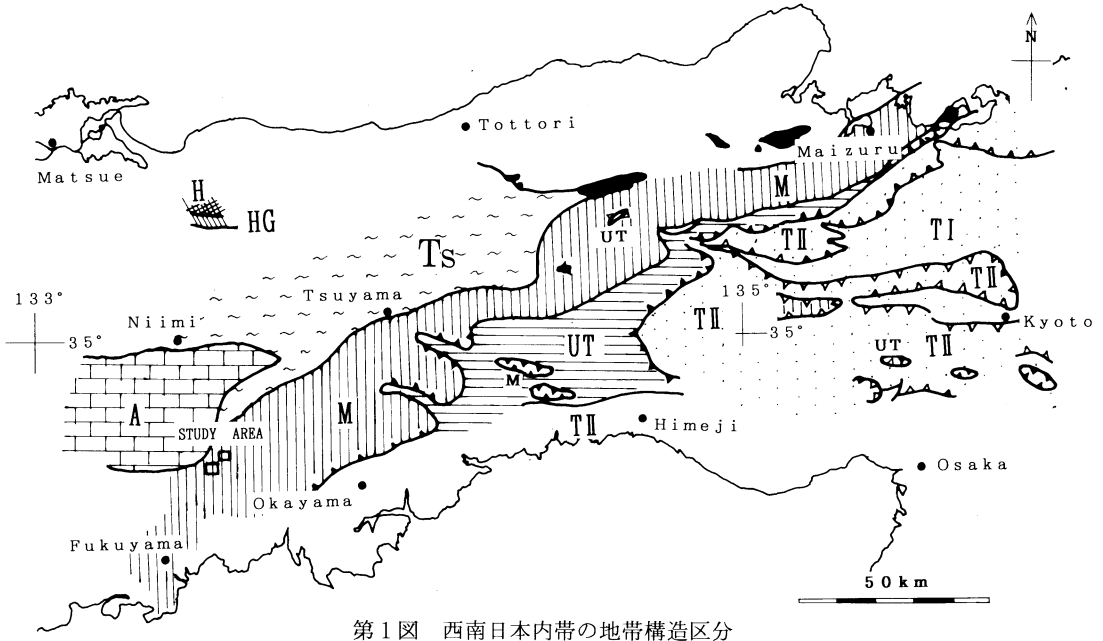 N
Tottori
Maizuru
Matsue
H
HG
M
UT
TⅡ
TⅠ
Ts
133°
Tsuyama
135°
TⅡ
TⅡ
Niimi
35°
35°
Kyoto
UT
UT
TⅡ
M
A
M
STUDY AREA
TⅡ
Himeji
Okayama
Osaka
Fukuyama
50km
第1図 西南日本内帯の地帯構造区分